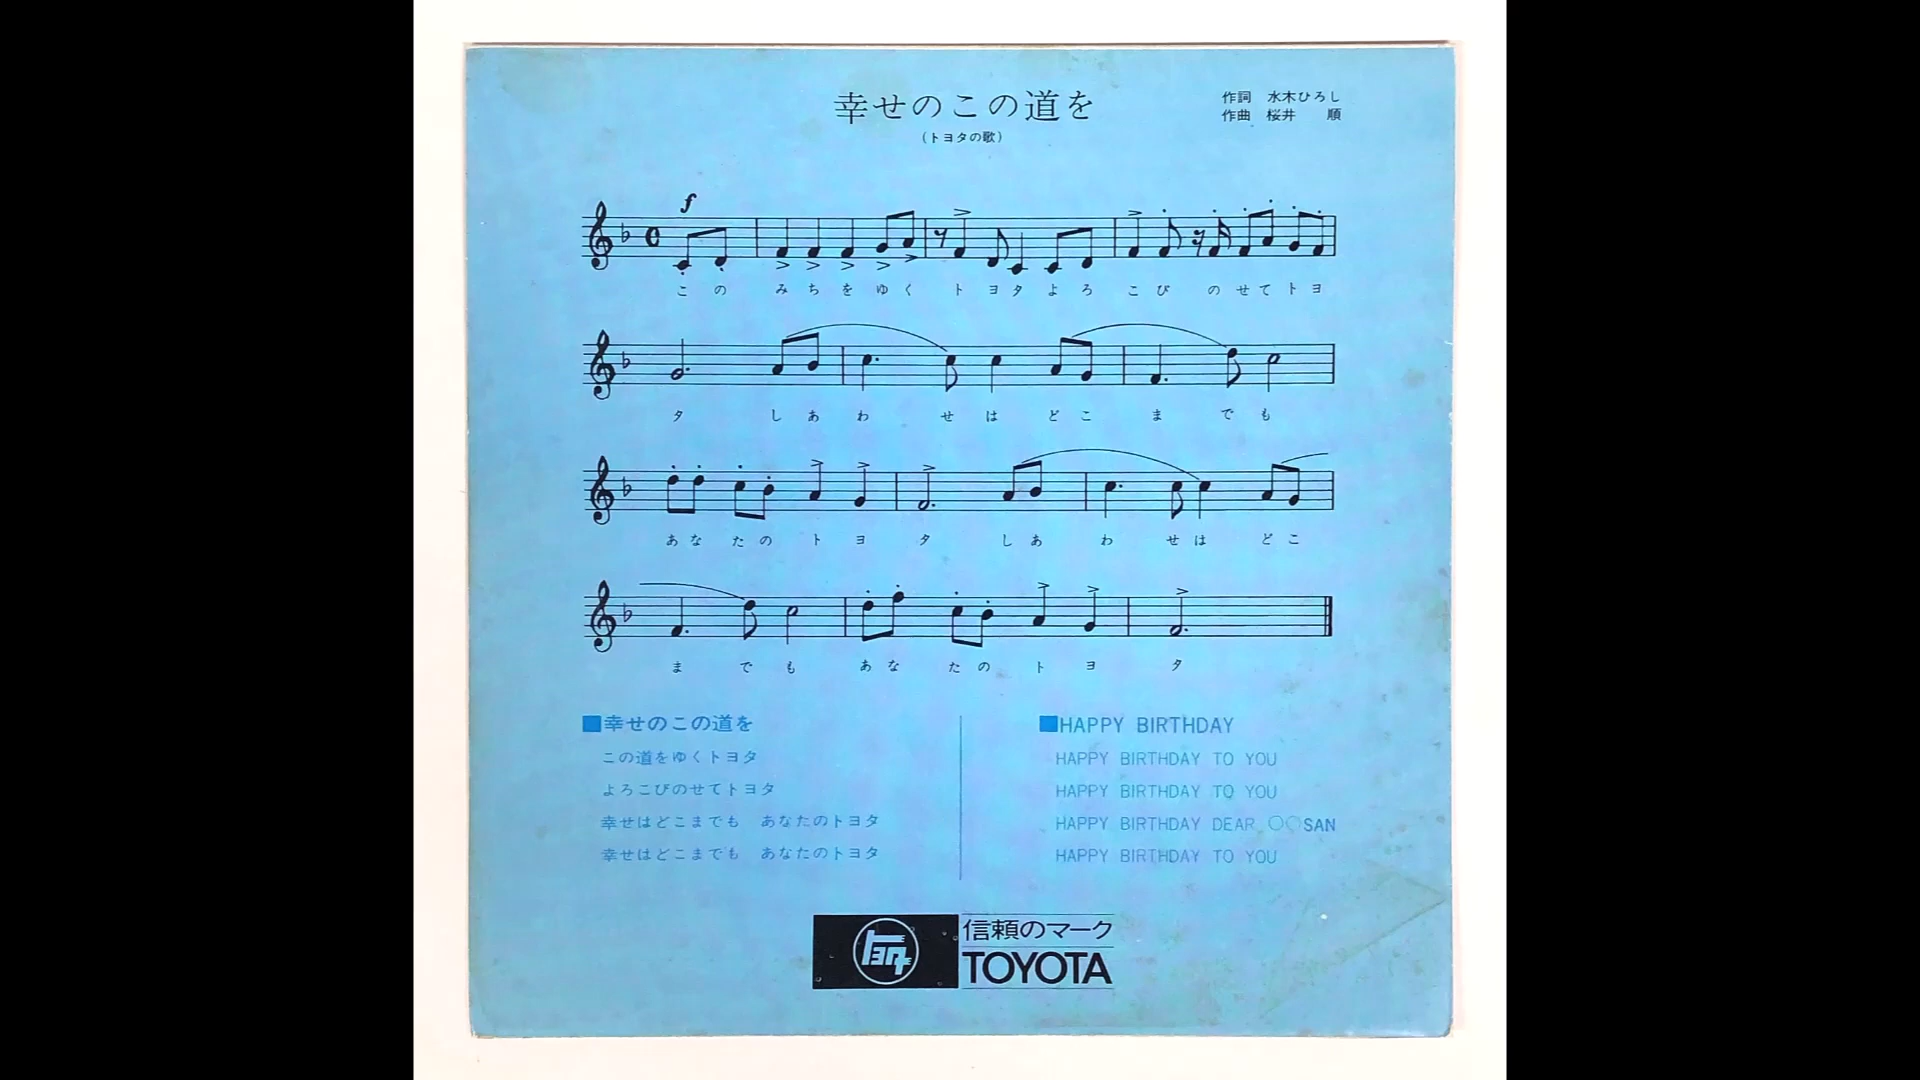 幸せのこの道を
(トヨタの歌)
作詞 水木ひろし
作曲 桜井 順
f
この みちをゆく トヨタよろ こび のせてトヨ
タ しあわ せ は どこ ま で も
あなたの ト ヨ タ しあ わ せは どこ
ま で も あな たの ト ヨ タ
■幸せのこの道を
この道をゆくトヨタ
よろこびのせてトヨタ
幸せはどこまでも あなたのトヨタ
幸せはどこまでも あなたのトヨタ
■HAPPY BIRTHDAY
HAPPY BIRTHDAY TO YOU
HAPPY BIRTHDAY TO YOU
HAPPY BIRTHDAY DEAR ○○SAN
HAPPY BIRTHDAY TO YOU
トヨタ
信頼のマーク
TOYOTA